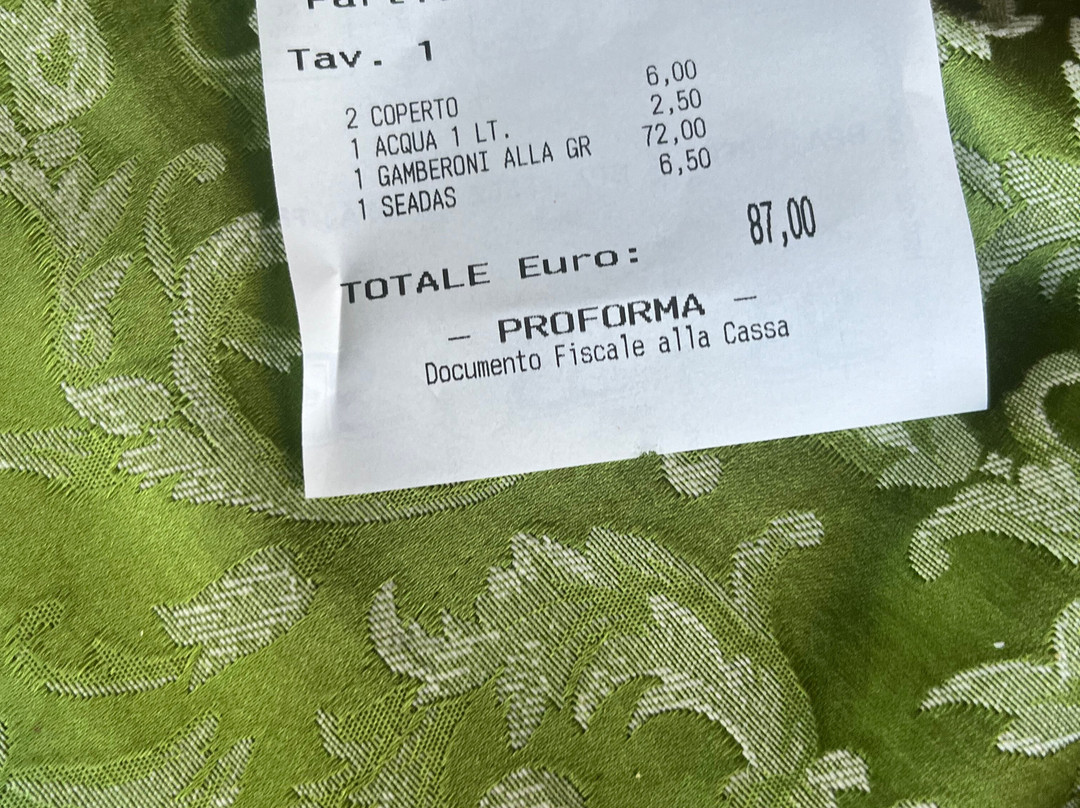 Tav. 1
2 COPERTO 6,00
1 ACQUA 1 LT. 2,50
1 GAMBERONI ALLA GR 72,00
1 SEADAS 6,50
TOTALE Euro: 87,00
— PROFORMA —
Documento Fiscale alla Cassa